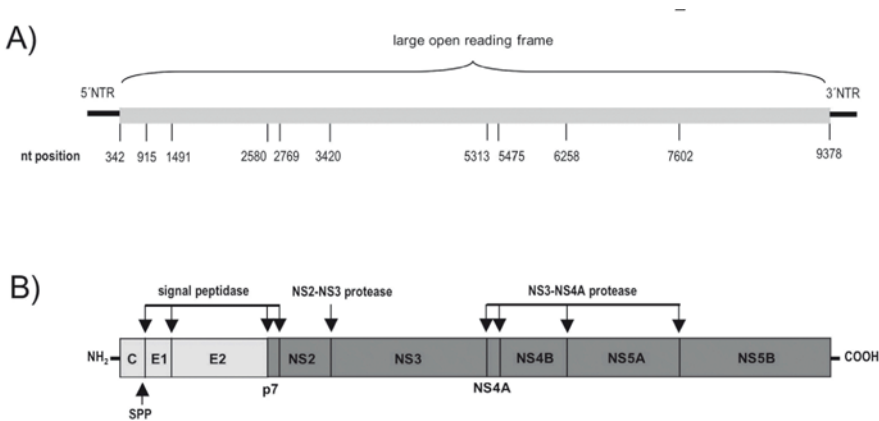 A)
large open reading frame
5´NTR
3´NTR
nt position 342 915 1491 2580 2769 3420 5313 5475 6258 7602 9378
B)
signal peptidase NS2-NS3 protease NS3-NS4A protease
NH2 C E1 E2 NS2 NS3 NS4B NS5A NS5B COOH
p7 NS4A
SPP